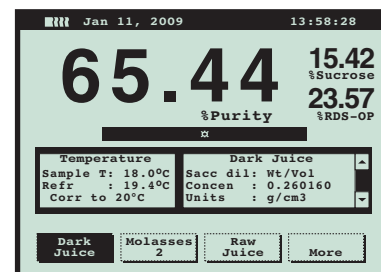 Jan 11, 2009 13:58:28
65.44
%Purity
15.42
%Sucrose
23.57
%RDS-OP
¤
Temperature
Sample T: 18.0ºC
Refr : 19.4ºC
Corr to 20°C
Dark Juice
Sacc dil: Wt/Vol
Concen : 0.260160
Units : g/cm3
Dark Juice
Molasses 2
Raw Juice
More